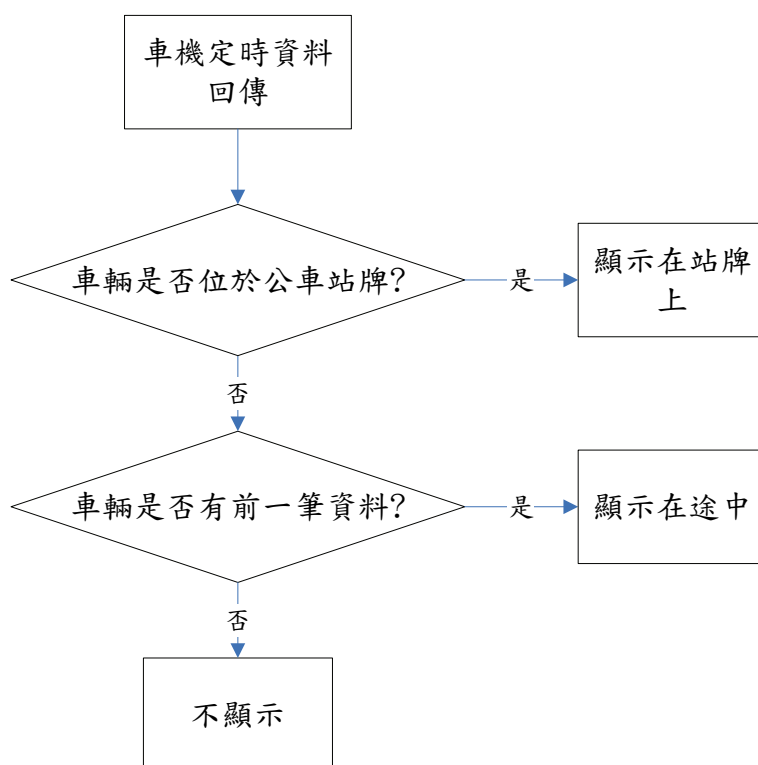 車機定時資料
回傳
車輛是否位於公車站牌?
是
顯示在站牌
上
否
車輛是否有前一筆資料?
是
顯示在途中
否
不顯示